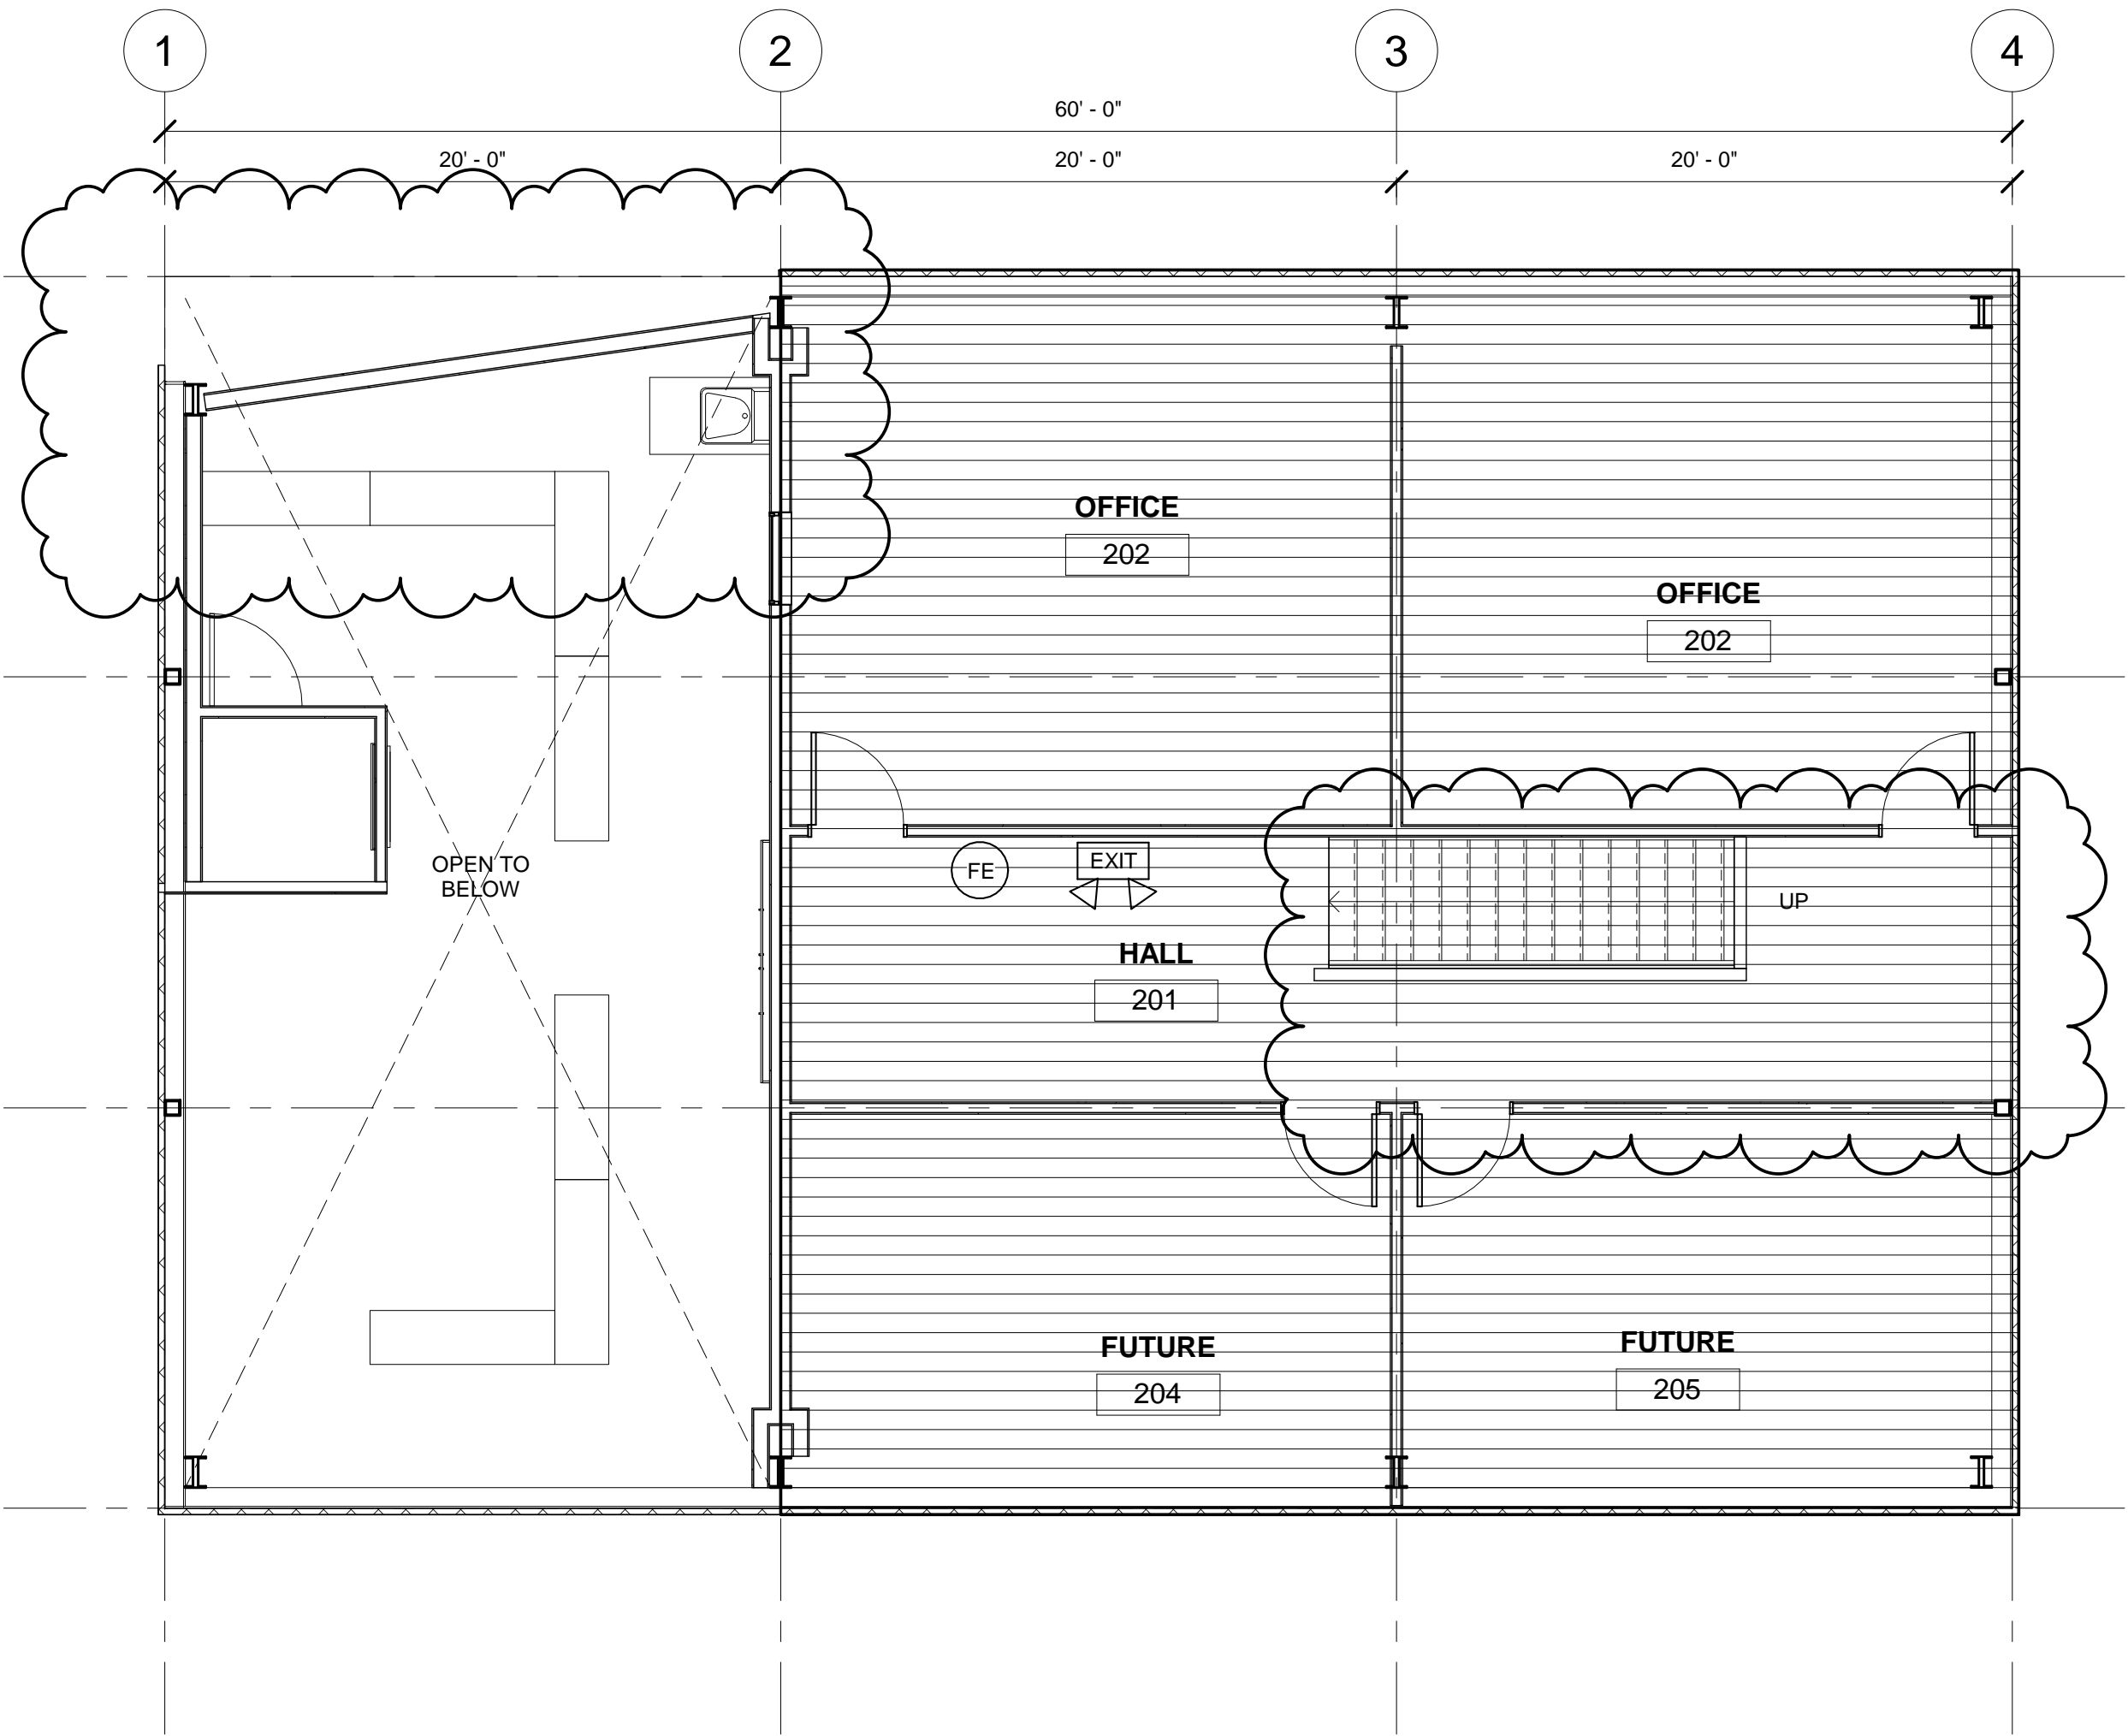 1
2
3
4
60' - 0"
20' - 0"
20' - 0"
20' - 0"
OFFICE
202
OFFICE
202
OPEN TO
BELOW
FE
EXIT
UP
HALL
201
FUTURE
204
FUTURE
205